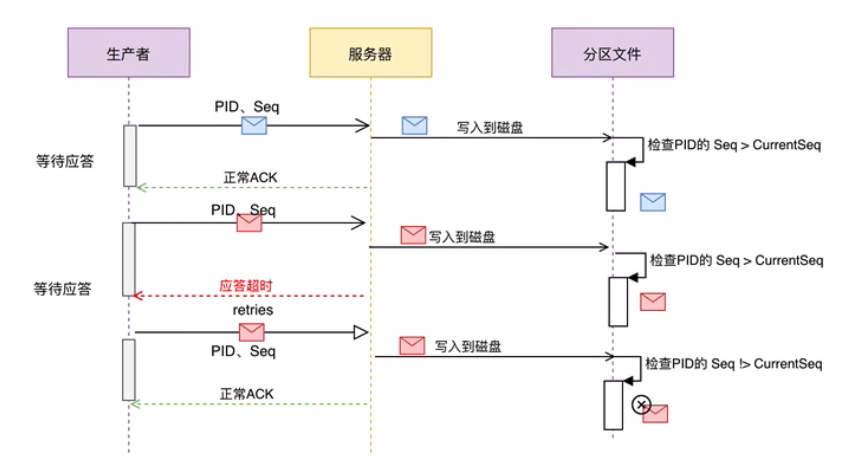 生产者
服务器
分区文件
PID、Seq
写入到磁盘
检查PID的 Seq > CurrentSeq
等待应答
正常ACK
PID、Seq
写入到磁盘
检查PID的 Seq > CurrentSeq
等待应答
应答超时
retries
PID、Seq
写入到磁盘
检查PID的 Seq !> CurrentSeq
正常ACK